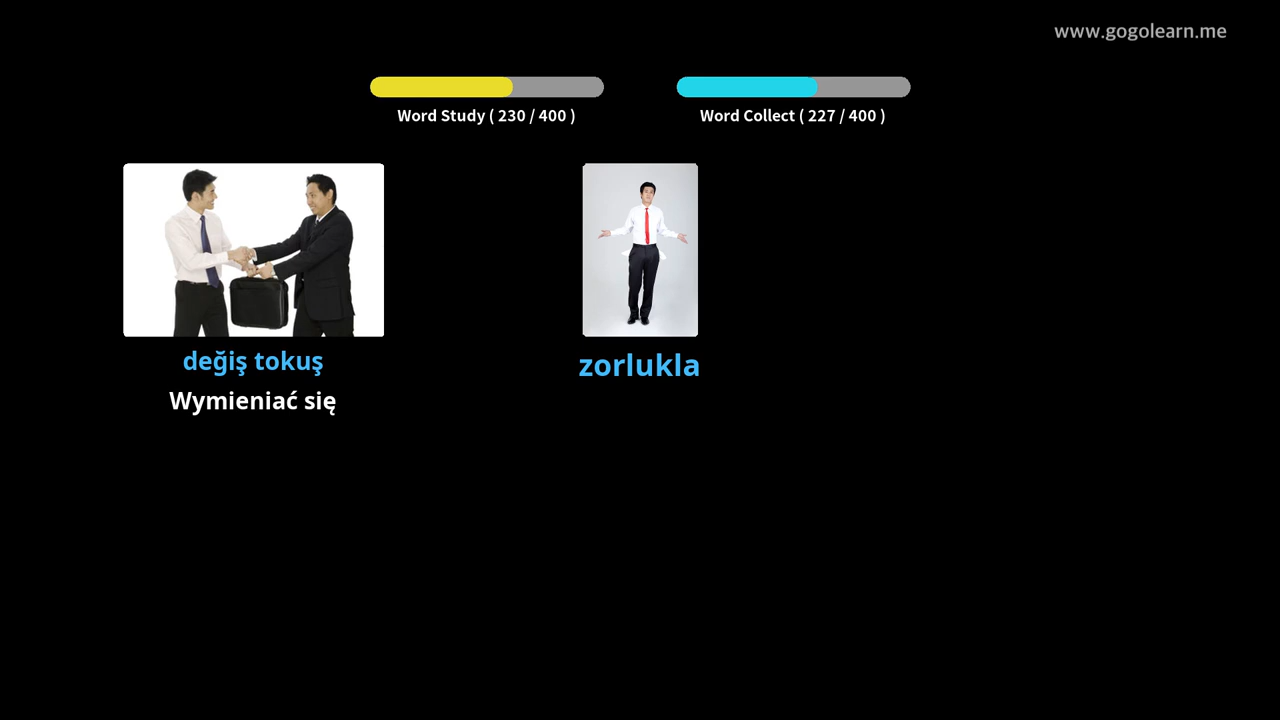 www.gogolearn.me
Word Study ( 230 / 400 )
Word Collect ( 227 / 400 )
değiş tokuş
Wymieniać się
zorlukla